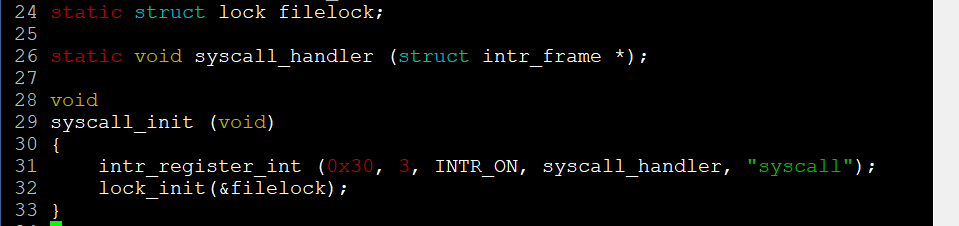 24 static struct lock filelock;
25
26 static void syscall_handler (struct intr_frame *);
27
28 void
29 syscall_init (void)
30 {
31     intr_register_int (0x30, 3, INTR_ON, syscall_handler, "syscall");
32     lock_init(&filelock);
33 }